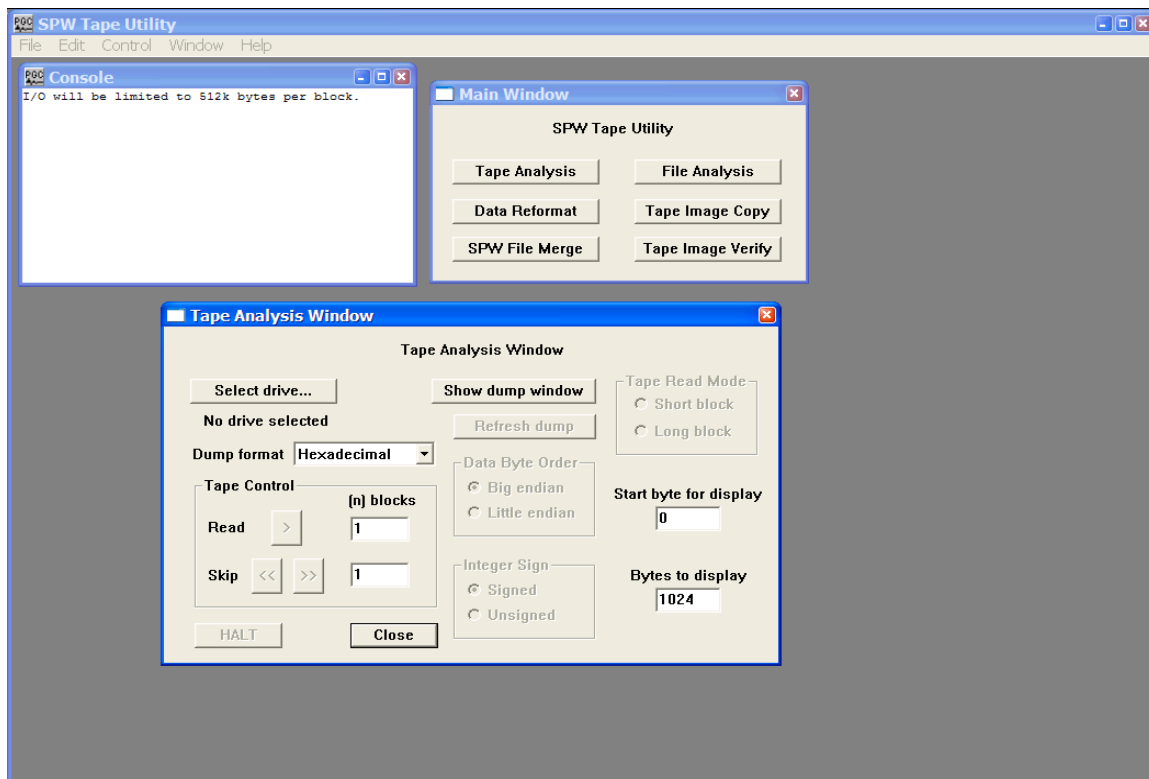 PGC SPW Tape Utility
File Edit Control Window Help
PGC Console
I/O will be limited to 512k bytes per block.
Main Window
SPW Tape Utility
Tape Analysis File Analysis
Data Reformat Tape Image Copy
SPW File Merge Tape Image Verify
Tape Analysis Window
Tape Analysis Window
Select drive...
No drive selected
Dump format Hexadecimal
Tape Control
(n) blocks
Read > 1
Skip << >> 1
HALT Close
Show dump window
Refresh dump
Data Byte Order
Big endian
Little endian
Integer Sign
Signed
Unsigned
Tape Read Mode
Short block
Long block
Start byte for display
0
Bytes to display
1024